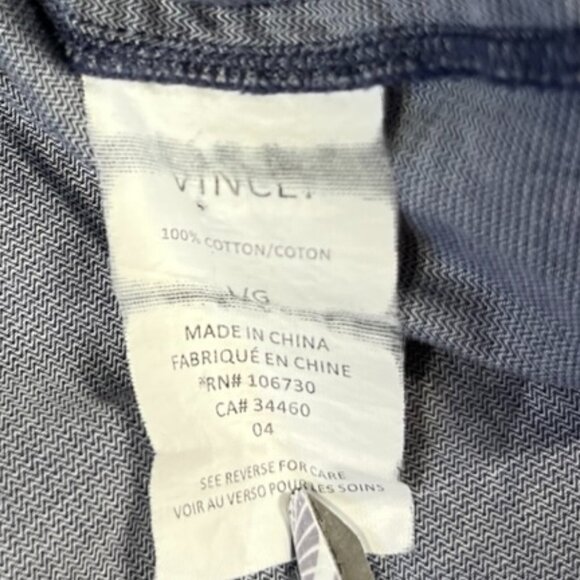 VINCE.
100% COTTON/COTON
MADE IN CHINA
FABRIQUÉ EN CHINE
RN# 106730
CA# 34460
04
SEE REVERSE FOR CARE
VOIR AU VERSO POUR LES SOINS